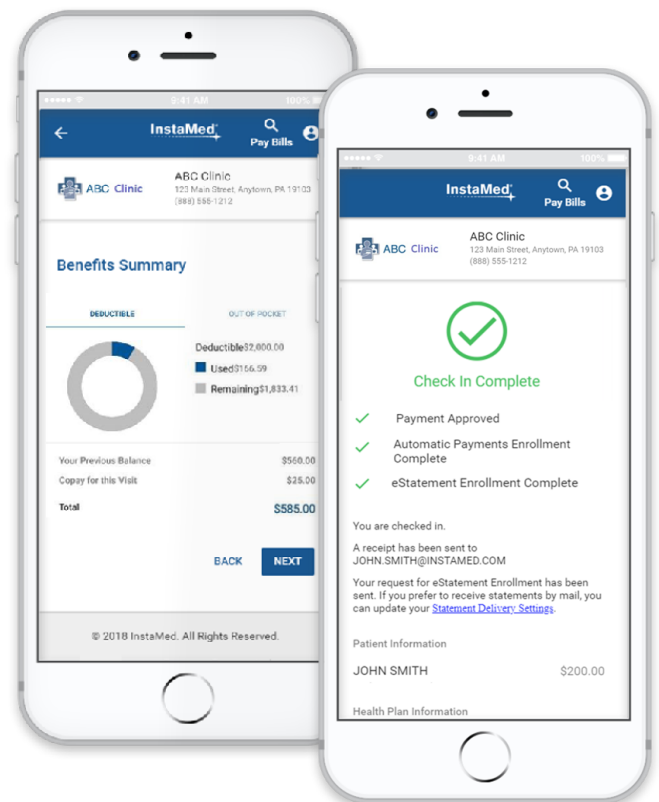 9:41 AM 100%
InstaMed
Pay Bills
ABC Clinic
ABC Clinic
123 Main Street, Anytown, PA 19103
(888) 555-1212
Benefits Summary
DEDUCTIBLE OUT OF POCKET
Deductible$2,000.00
Used$166.59
Remaining$1,833.41
Your Previous Balance $560.00
Copay for this Visit $25.00
Total $585.00
BACK NEXT
© 2018 InstaMed. All Rights Reserved.
9:41 AM 100%
InstaMed
Pay Bills
ABC Clinic
ABC Clinic
123 Main Street, Anytown, PA 19103
(888) 555-1212
Check In Complete
Payment Approved
Automatic Payments Enrollment
Complete
eStatement Enrollment Complete
You are checked in.
A receipt has been sent to
JOHN.SMITH@INSTAMED.COM
Your request for eStatement Enrollment has been
sent. If you prefer to receive statements by mail, you
can update your Statement Delivery Settings.
Patient Information
JOHN SMITH $200.00
Health Plan Information